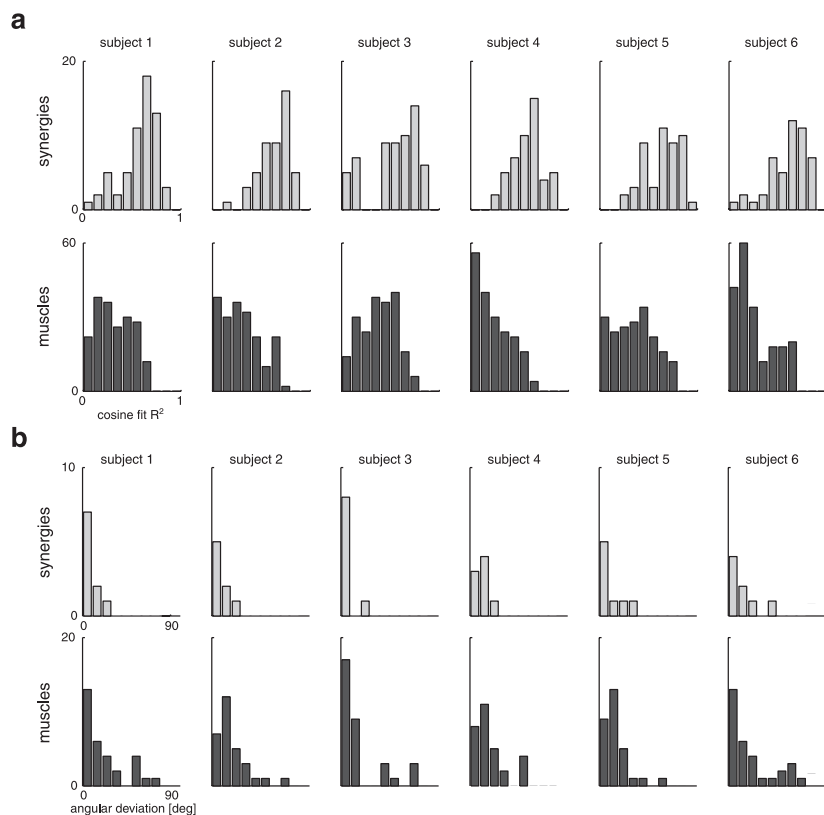 a
subject 1 subject 2 subject 3 subject 4 subject 5 subject 6
20
synergies
0
0 1
60
muscles
0
0 1
cosine fit R²
b
subject 1 subject 2 subject 3 subject 4 subject 5 subject 6
10
synergies
0
0 90
20
muscles
0
0 90
angular deviation [deg]